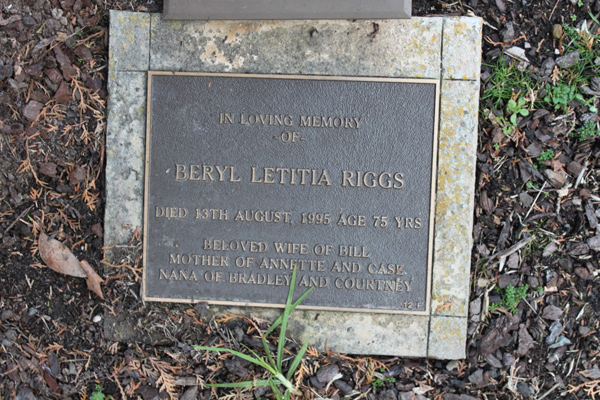 IN LOVING MEMORY
-OF-
BERYL LETITIA RIGGS
DIED 13TH AUGUST, 1995 AGE 75 YRS
BELOVED WIFE OF BILL
MOTHER OF ANNETTE AND CASE.
NANA OF BRADLEY AND COURTNEY